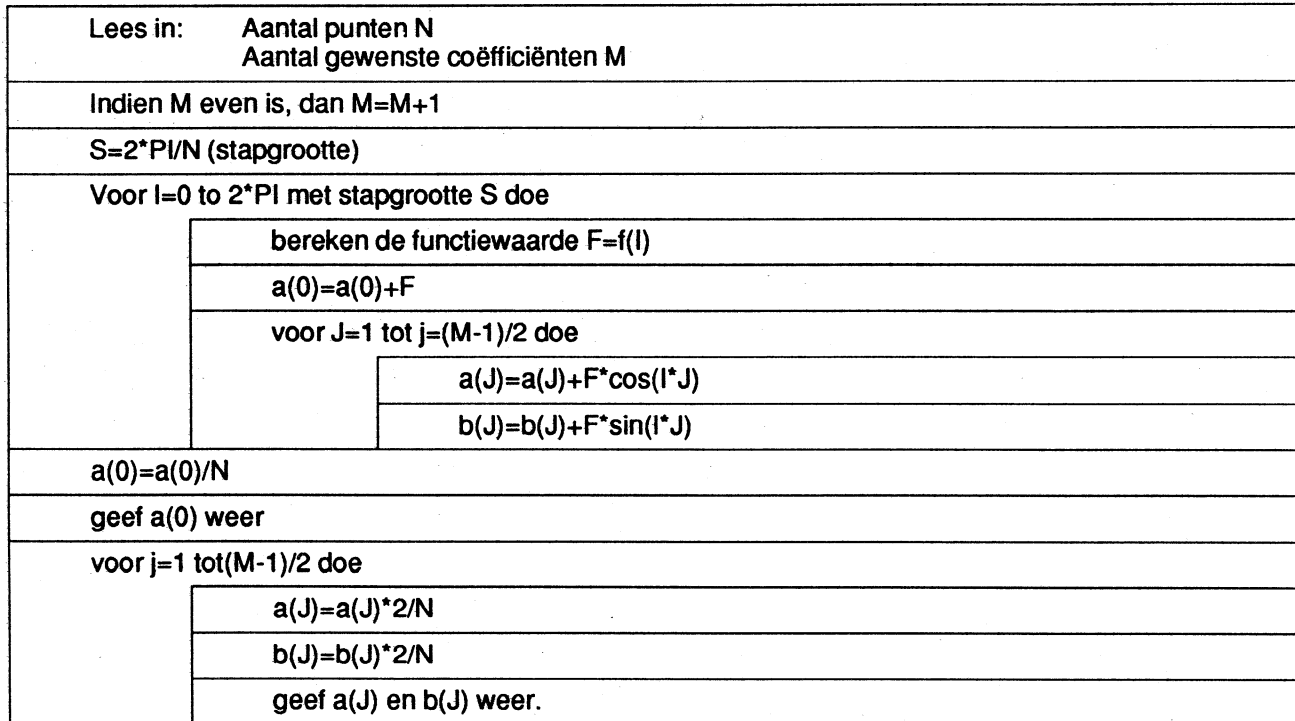 Lees in: Aantal punten N
Aantal gewenste coëfficiënten M
Indien M even is, dan M=M+1
S=2*PI/N (stapgrootte)
Voor I=0 to 2*PI met stapgrootte S doe
bereken de functiewaarde F=f(I)
a(0)=a(0)+F
voor J=1 tot j=(M-1)/2 doe
a(J)=a(J)+F*cos(I*J)
b(J)=b(J)+F*sin(I*J)
a(0)=a(0)/N
geef a(0) weer
voor j=1 tot(M-1)/2 doe
a(J)=a(J)*2/N
b(J)=b(J)*2/N
geef a(J) en b(J) weer.